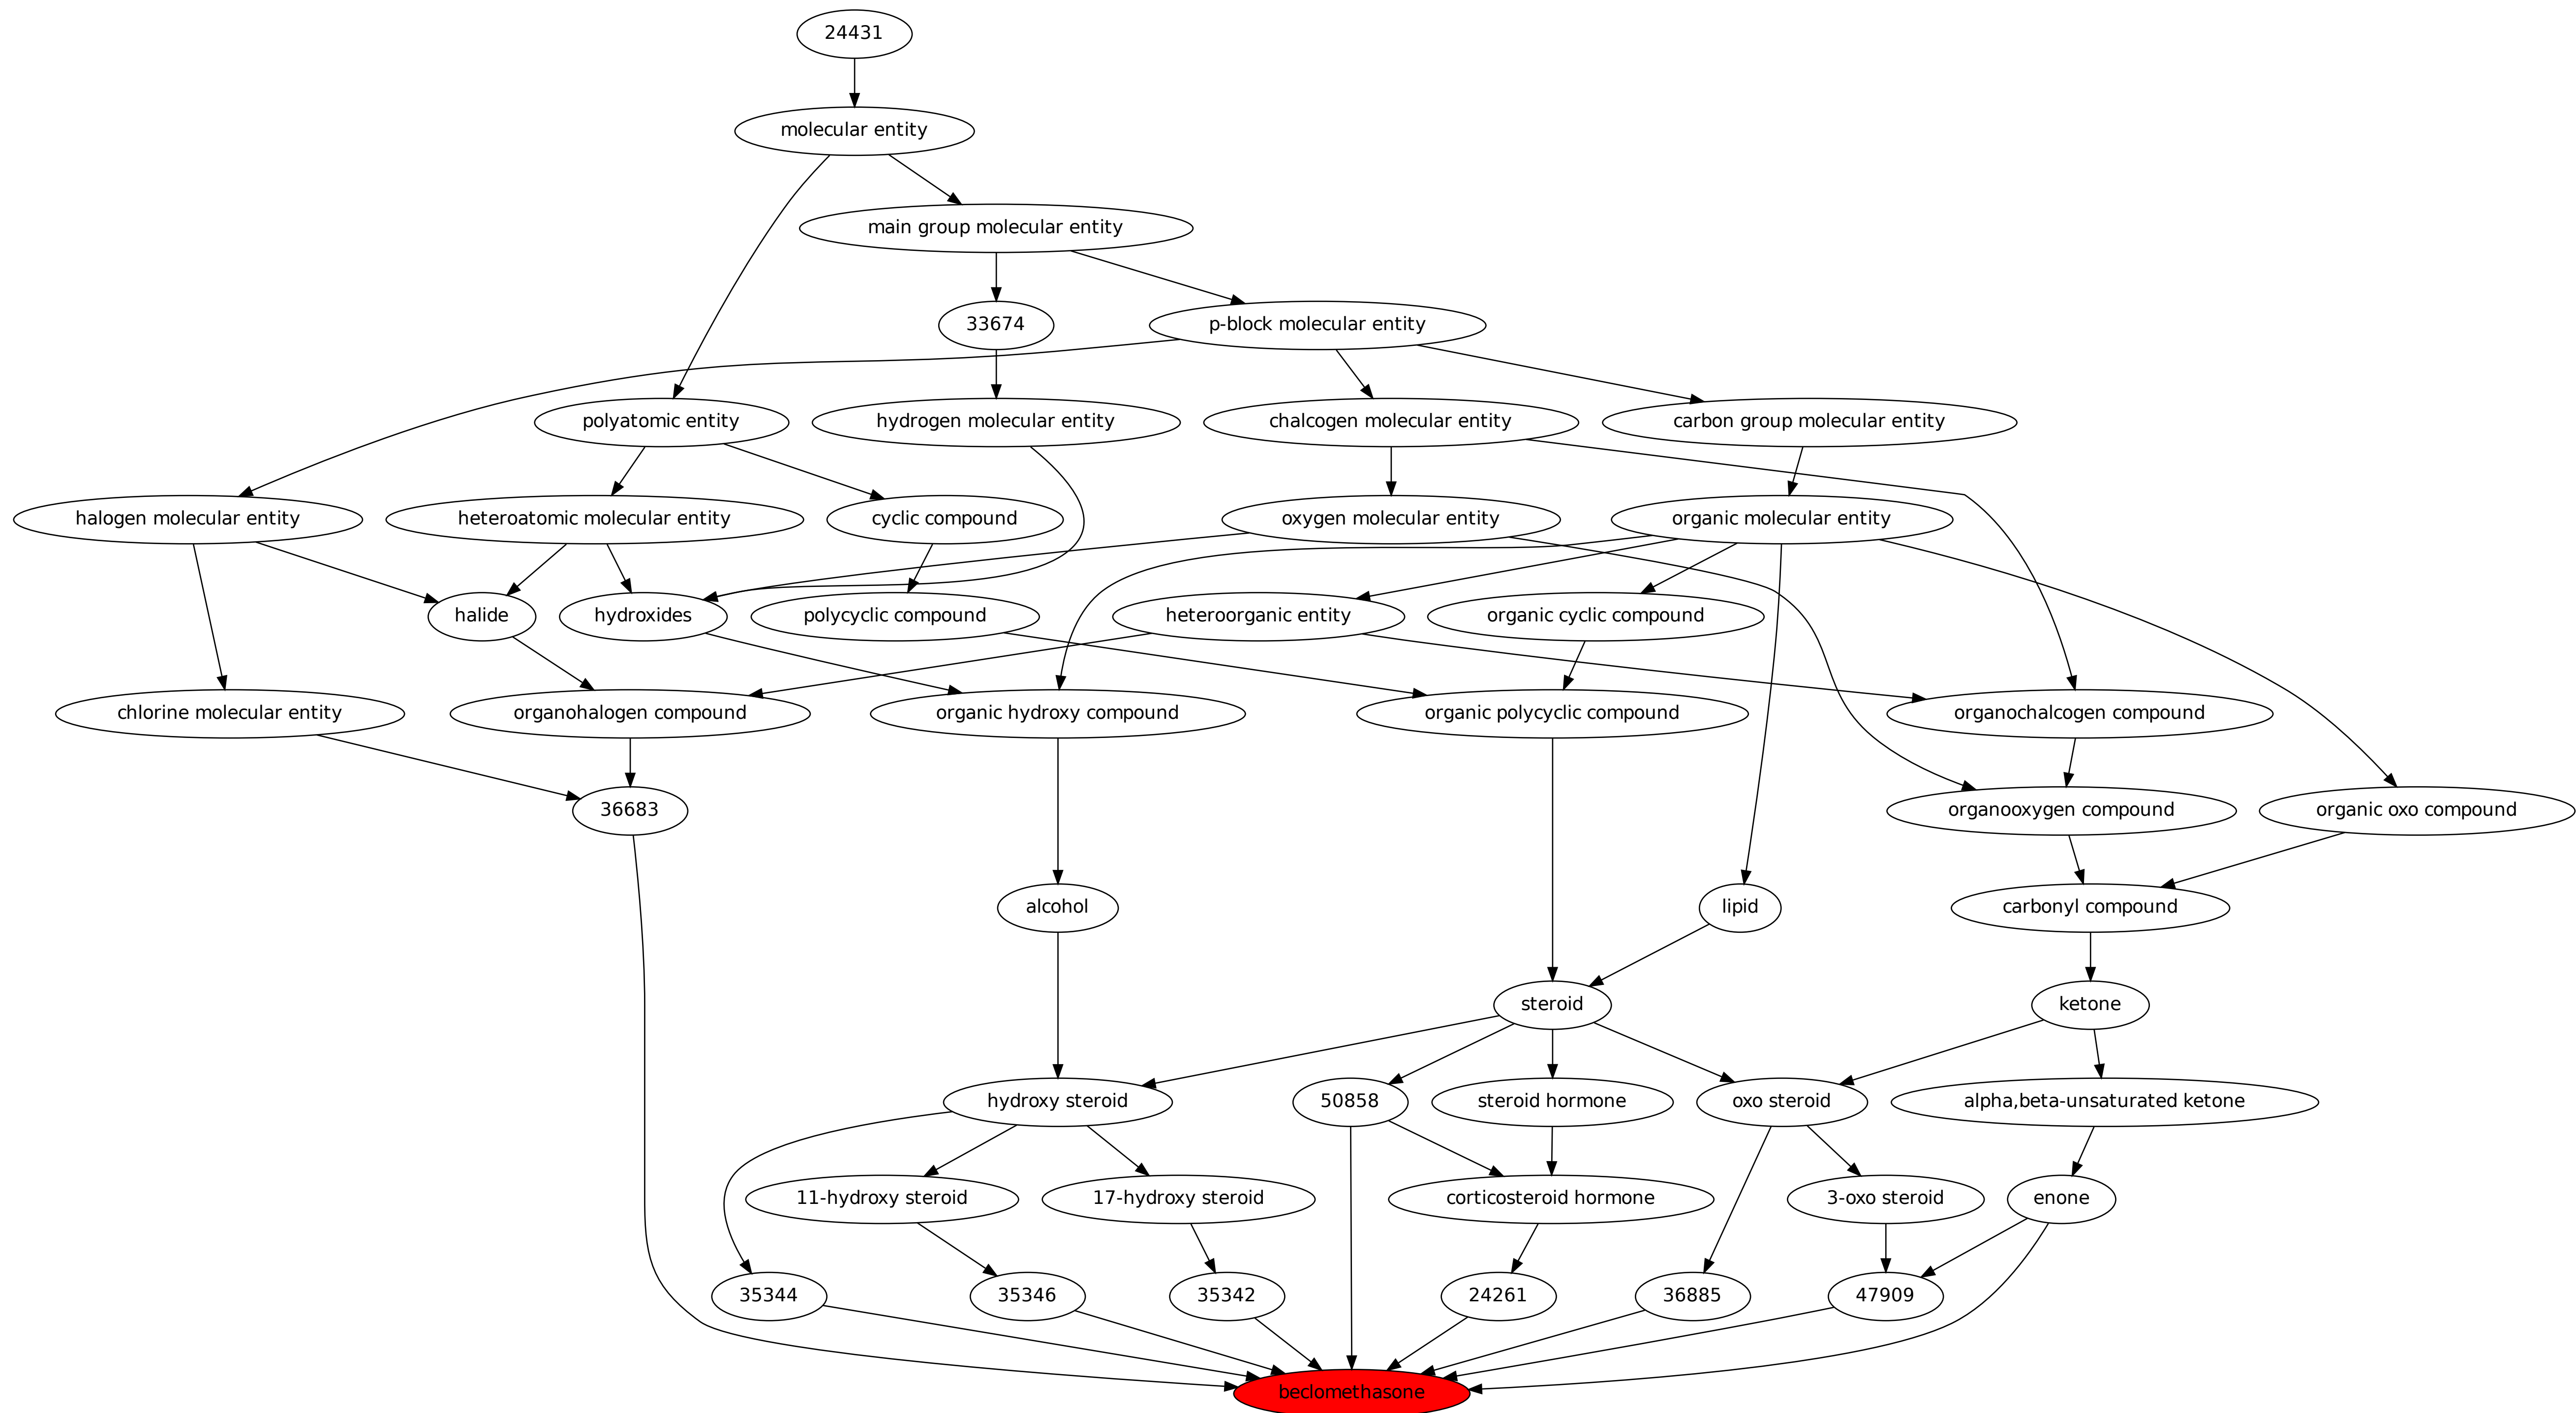 24431
molecular entity
main group molecular entity
33674
p-block molecular entity
polyatomic entity
hydrogen molecular entity
chalcogen molecular entity
carbon group molecular entity
halogen molecular entity
heteroatomic molecular entity
cyclic compound
oxygen molecular entity
organic molecular entity
halide
hydroxides
polycyclic compound
heteroorganic entity
organic cyclic compound
chlorine molecular entity
organohalogen compound
organic hydroxy compound
organic polycyclic compound
organochalcogen compound
36683
organooxygen compound
organic oxo compound
alcohol
lipid
carbonyl compound
steroid
ketone
hydroxy steroid
50858
steroid hormone
oxo steroid
alpha,beta-unsaturated ketone
11-hydroxy steroid
17-hydroxy steroid
corticosteroid hormone
3-oxo steroid
enone
35344
35346
35342
24261
36885
47909
beclomethasone